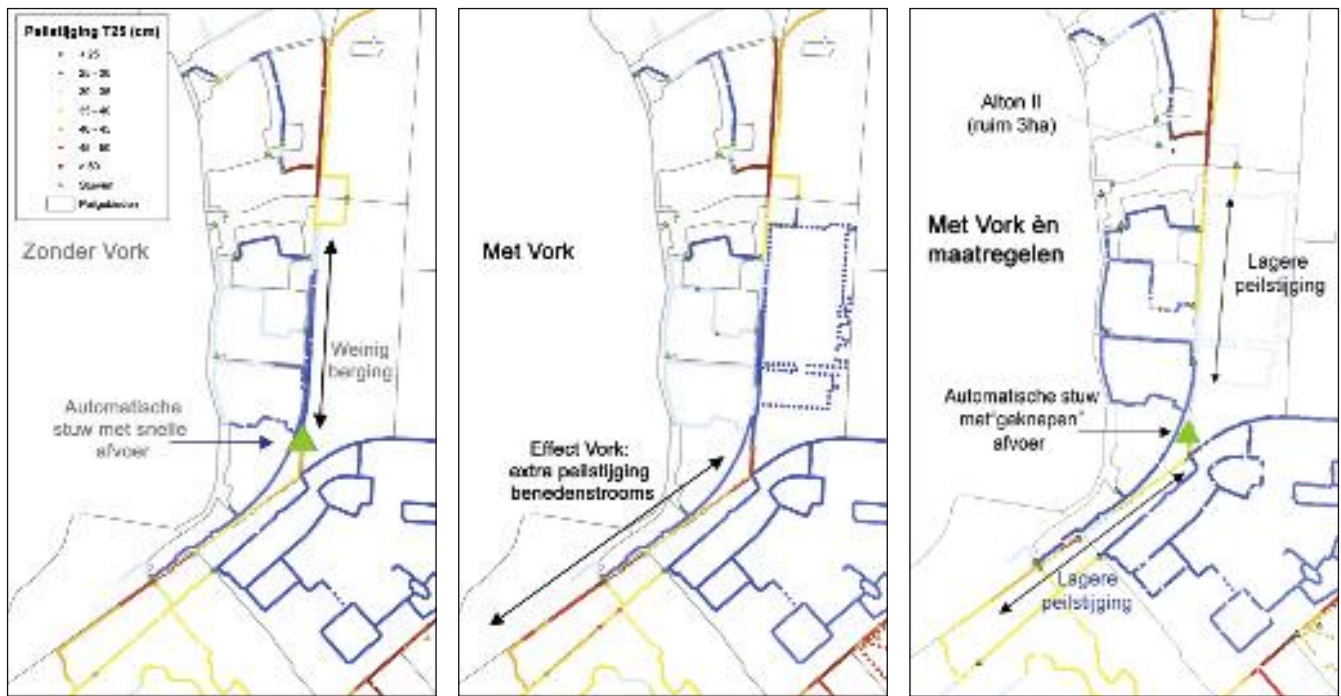 Peilstijging T25 (cm)
Stuwen
Peilgebieden
Zonder Vork
Weinig
berging
Automatische
stuw met snelle
afvoer
Met Vork
Effect Vork:
extra peilstijging
benedenstrooms
Alton II
(ruim 3ha)
Met Vork èn
maatregelen
Lagere
peilstijging
Automatische stuw
met "geknepen"
afvoer
Lagere
peilstijging